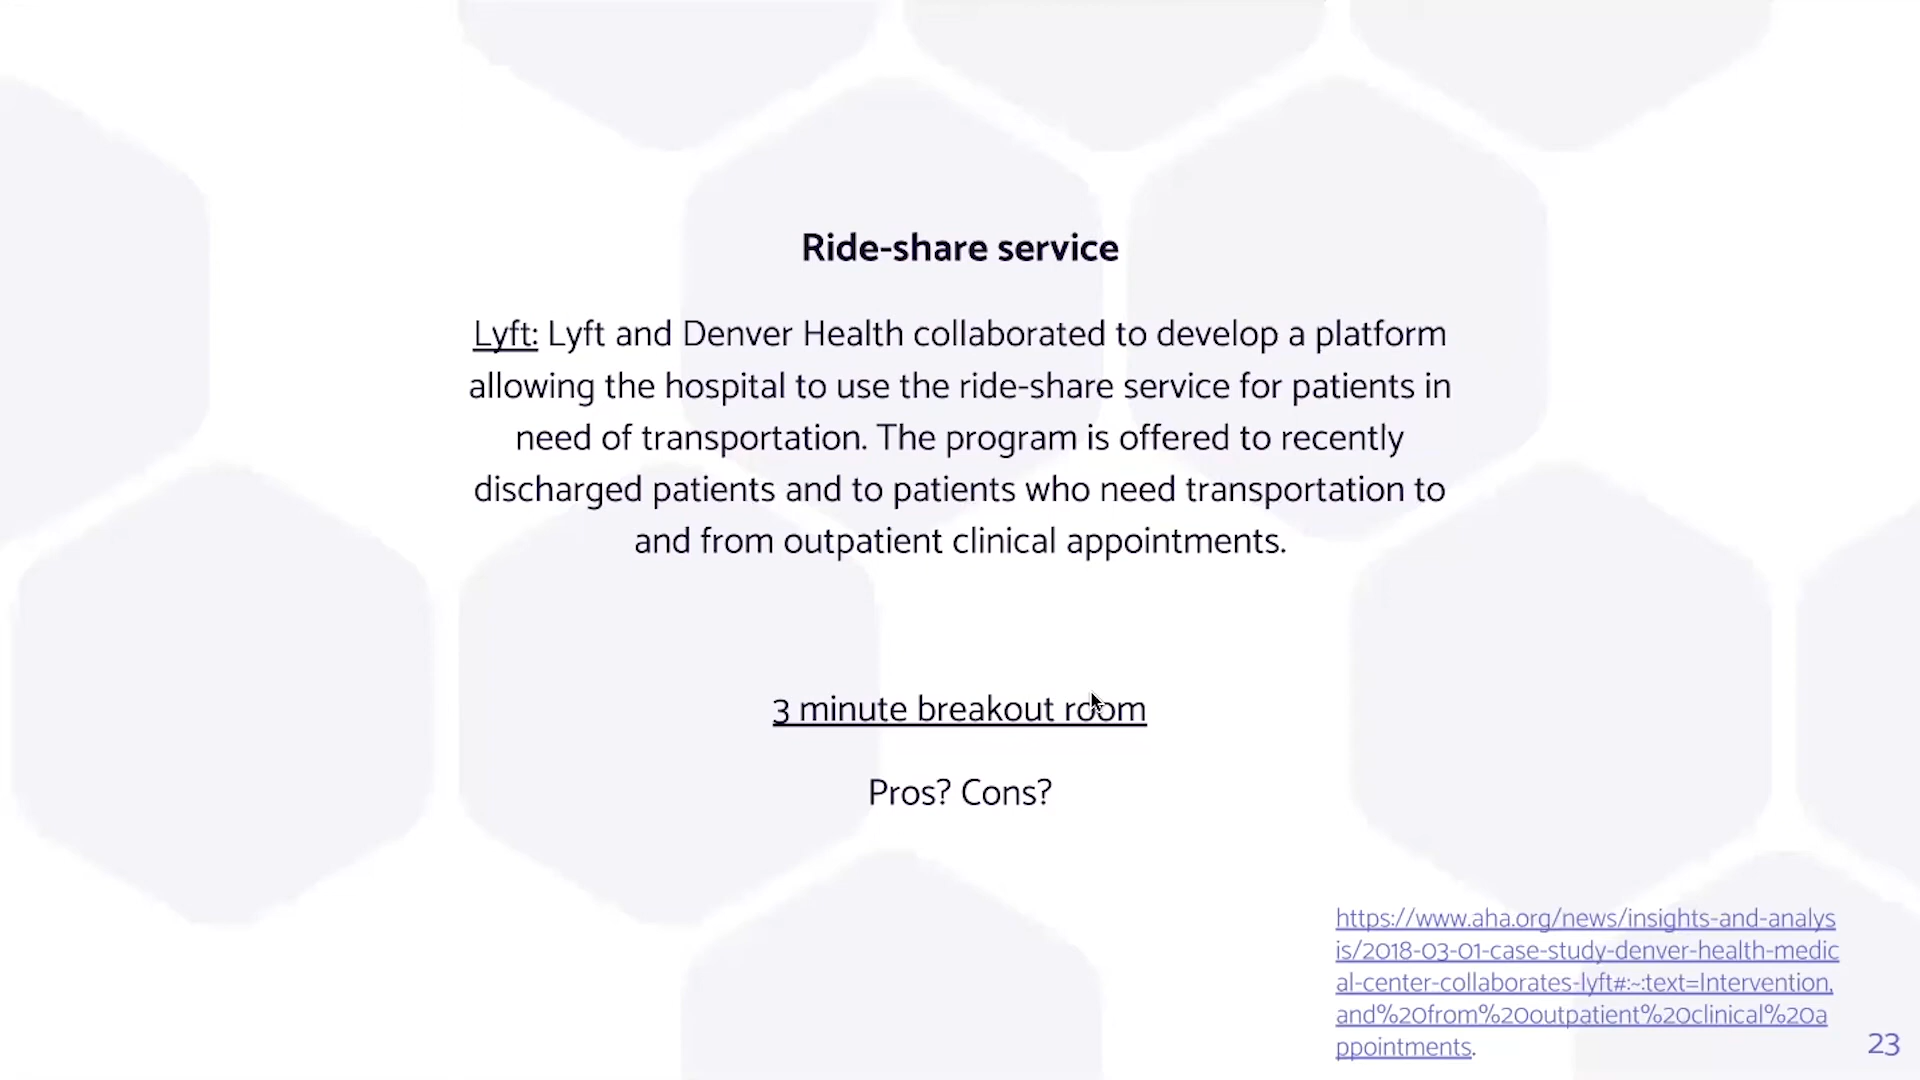 Ride-share service
Lyft: Lyft and Denver Health collaborated to develop a platform
allowing the hospital to use the ride-share service for patients in
need of transportation. The program is offered to recently
discharged patients and to patients who need transportation to
and from outpatient clinical appointments.
3 minute breakout room
Pros? Cons?
https://www.aha.org/news/insights-and-analys
is/2018-03-01-case-study-denver-health-medic
al-center-collaborates-lyft#:~:text=Intervention,
and%20from%20outpatient%20clinical%20a
ppointments.
23